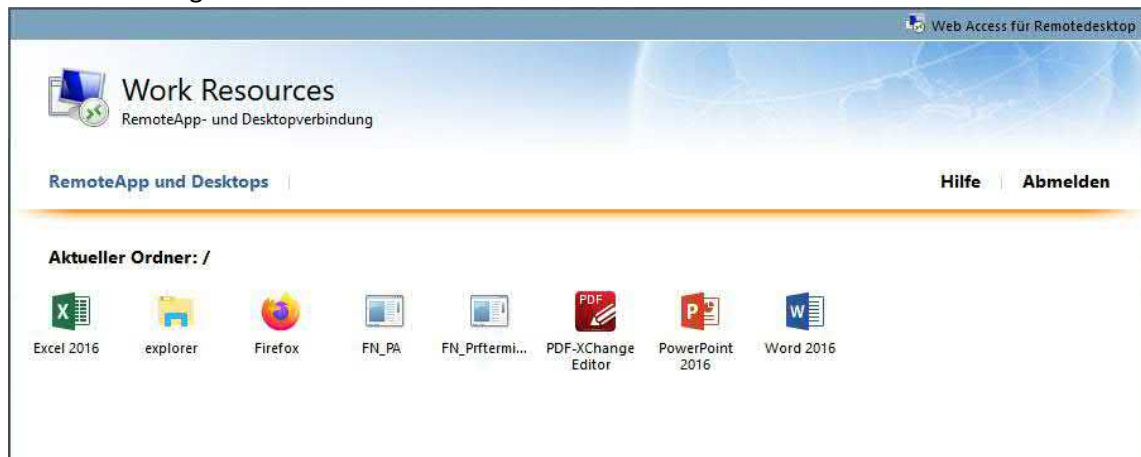 Web Access für Remotedesktop
Work Resources
RemoteApp- und Desktopverbindung
RemoteApp und Desktops
Hilfe
Abmelden
Aktueller Ordner: /
PDF
Excel 2016
explorer
Firefox
FN_PA
FN_Prftermi...
PDF-XChange
Editor
PowerPoint
2016
Word 2016